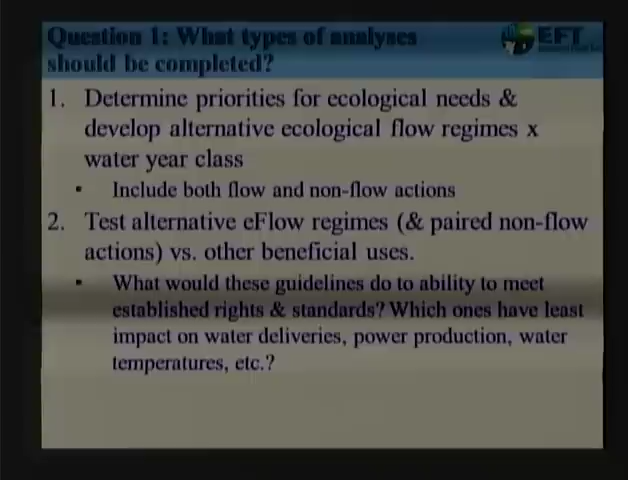 Question 1: What types of analyses
should be completed?
EFT
1. Determine priorities for ecological needs &
develop alternative ecological flow regimes x
water year class
• Include both flow and non-flow actions
2. Test alternative eFlow regimes (& paired non-flow
actions) vs. other beneficial uses.
• What would these guidelines do to ability to meet
established rights & standards? Which ones have least
impact on water deliveries, power production, water
temperatures, etc.?